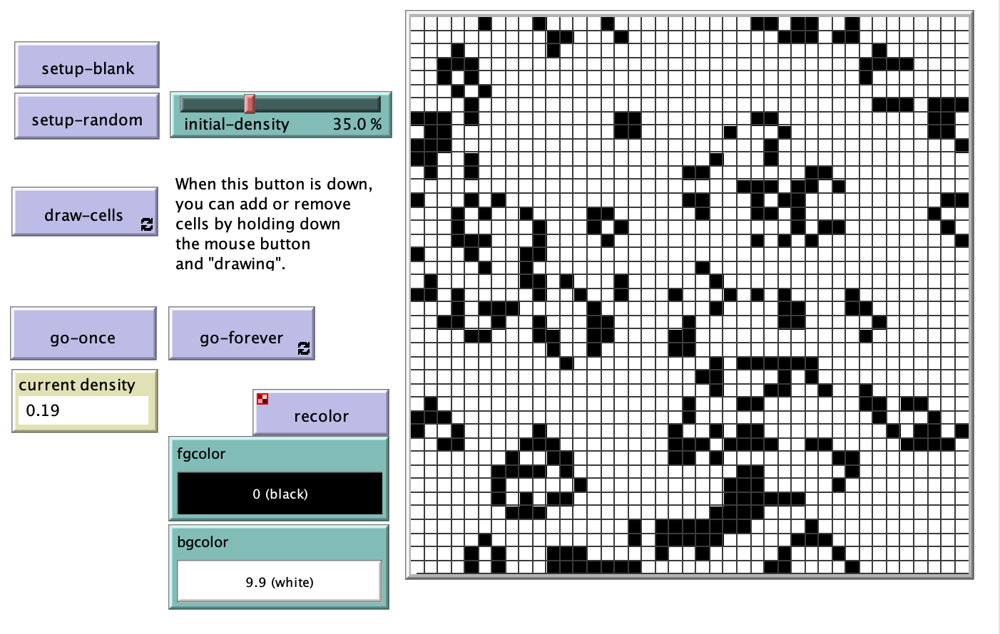 setup-blank
setup-random
initial-density 35.0 %
When this button is down,
you can add or remove
cells by holding down
the mouse button
and "drawing".
draw-cells
go-once
go-forever
current density
0.19
recolor
fgcolor
0 (black)
bgcolor
9.9 (white)